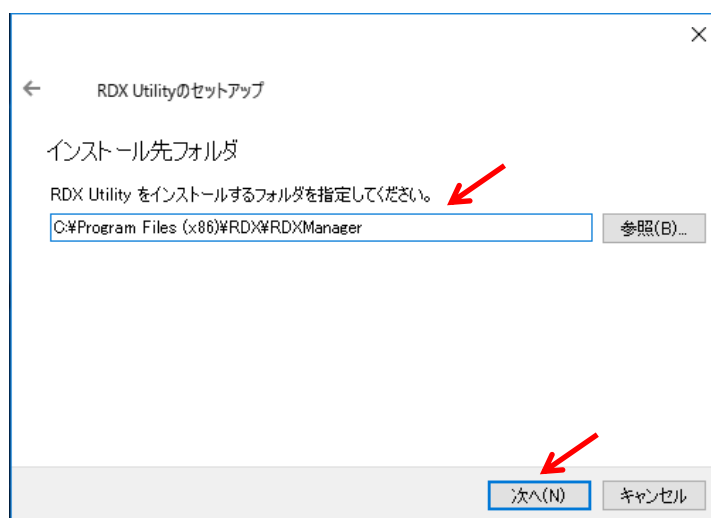 RDX Utilityのセットアップ
インストール先フォルダ
RDX Utility をインストールするフォルダを指定してください。
C:¥Program Files (x86)¥RDX¥RDXManager
参照(B)...
次へ(N)
キャンセル